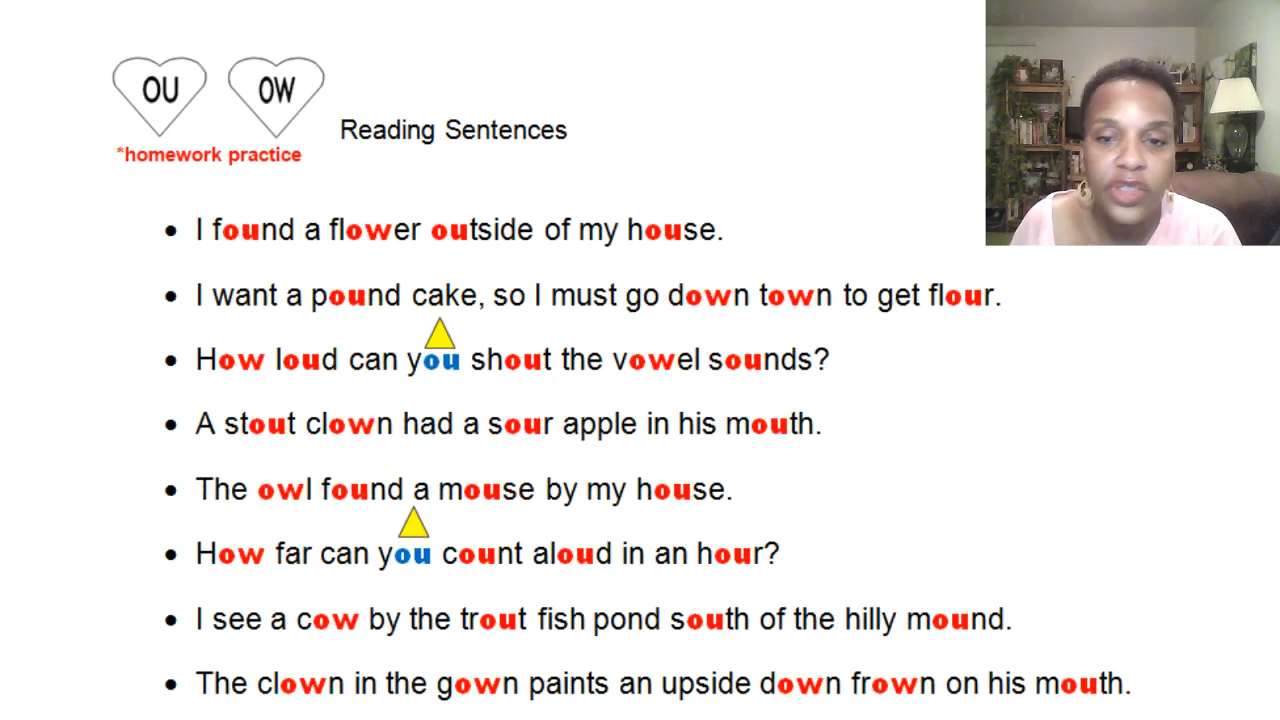 OU OW
Reading Sentences
*homework practice
• I found a flower outside of my house.
• I want a pound cake, so I must go down town to get flour.
• How loud can you shout the vowel sounds?
• A stout clown had a sour apple in his mouth.
• The owl found a mouse by my house.
• How far can you count aloud in an hour?
• I see a cow by the trout fish pond south of the hilly mound.
• The clown in the gown paints an upside down frown on his mouth.